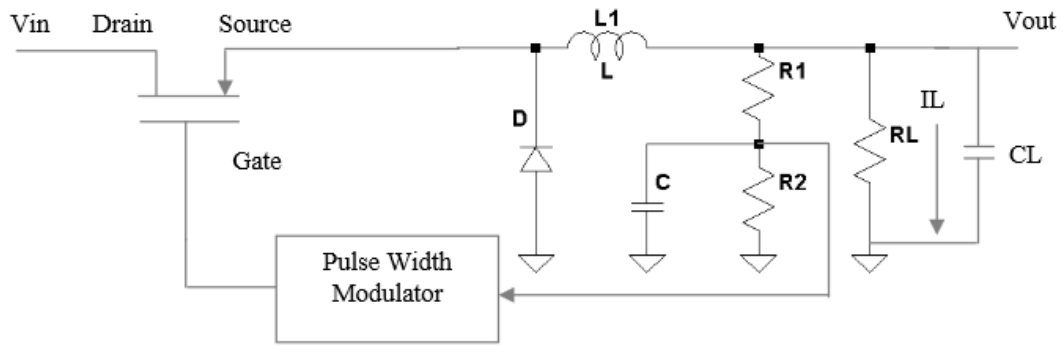 Vin
Drain
Source
L1
Vout
L
R1
IL
D
RL
Gate
C
R2
CL
Pulse Width
Modulator